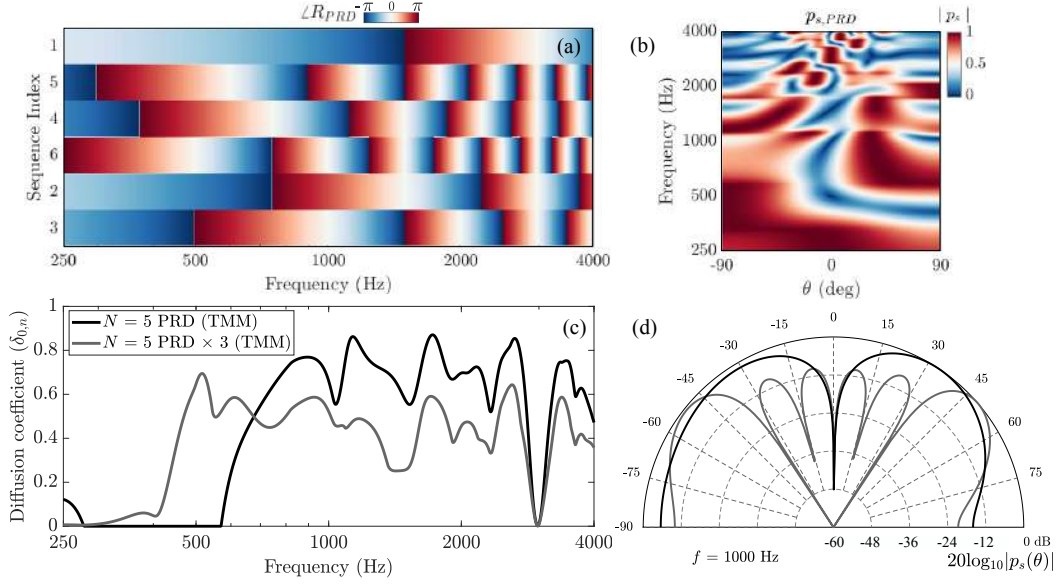 ∠R_PRD -π π
(a)
Sequence Index
1
5
4
6
2
3
250 500 1000 2000 4000
Frequency (Hz)
(b)
p_s,PRD
|p_s|
1
0.5
0
Frequency (Hz)
4000
2000
1000
500
250
-90 0 90
θ (deg)
(c)
N = 5 PRD (TMM)
N = 5 PRD × 3 (TMM)
Diffusion coefficient (δ_0,n)
1
0.8
0.6
0.4
0.2
0
250 500 1000 2000 4000
Frequency (Hz)
(d)
-90 -75 -60 -45 -30 -15 0 15 30 45 60 75
-60 -48 -36 -24 -12 0 dB
f = 1000 Hz
20log₁₀|p_s(θ)|